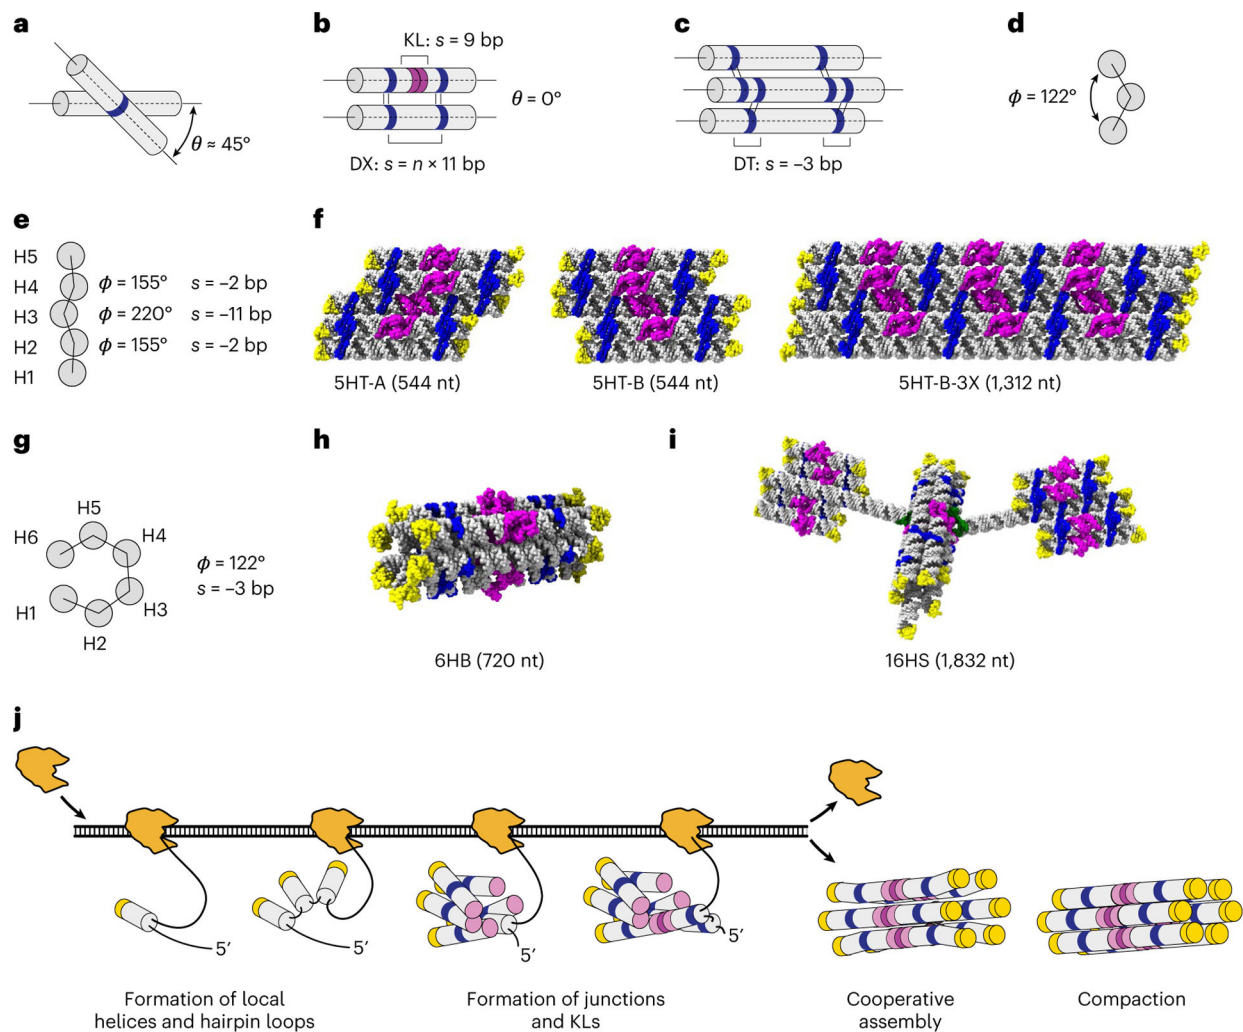 a
b
c
d
KL: s = 9 bp
θ ≈ 45°
θ = 0°
DX: s = n × 11 bp
DT: s = −3 bp
ϕ = 122°
e
f
H5
H4 ϕ = 155° s = −2 bp
H3 ϕ = 220° s = −11 bp
H2 ϕ = 155° s = −2 bp
H1
5HT-A (544 nt)
5HT-B (544 nt)
5HT-B-3X (1,312 nt)
g
h
i
H5
H6
H4
H1
H3
H2
ϕ = 122°
s = −3 bp
6HB (720 nt)
16HS (1,832 nt)
j
5′
5′
5′
5′
Formation of local
helices and hairpin loops
Formation of junctions
and KLs
Cooperative
assembly
Compaction